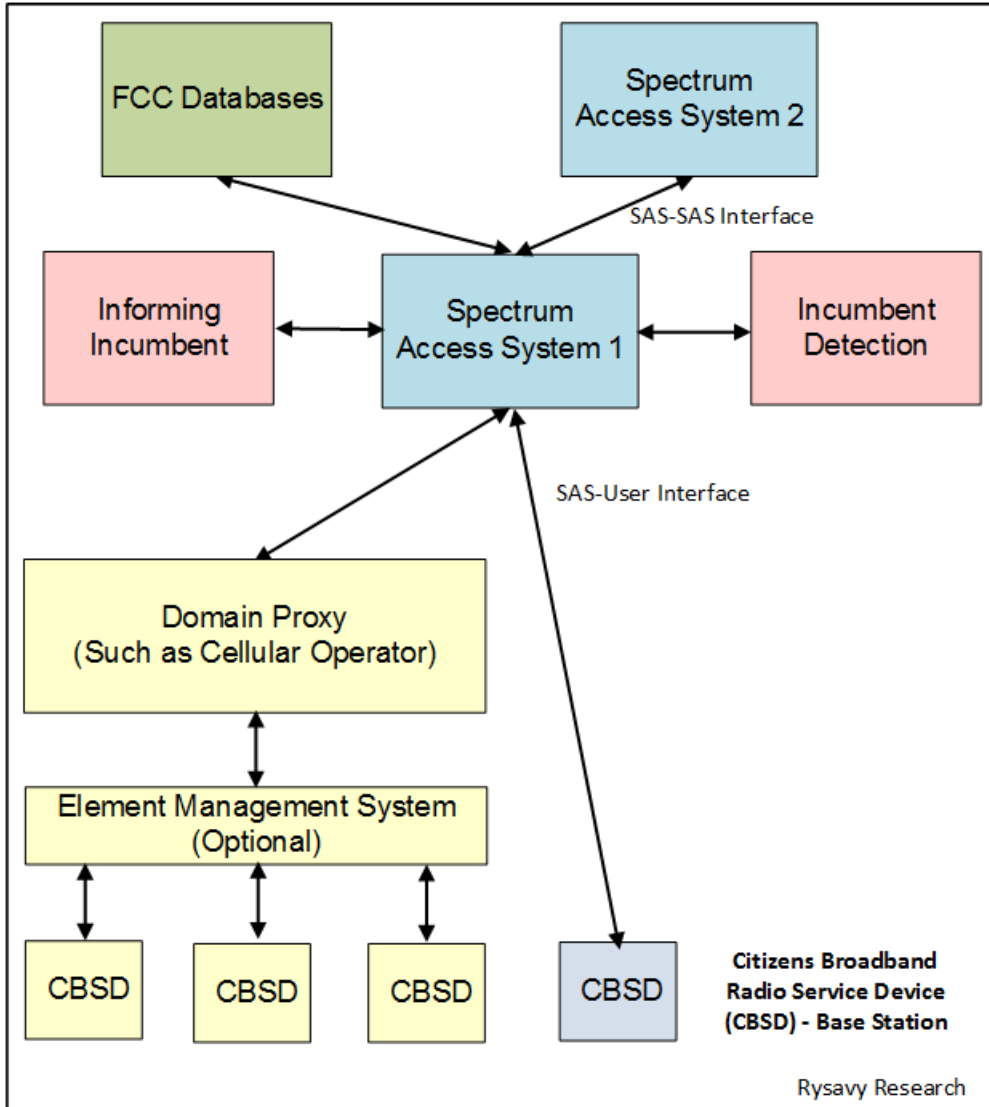 FCC Databases
Spectrum
Access System 2
SAS-SAS Interface
Informing
Incumbent
Spectrum
Access System 1
Incumbent
Detection
SAS-User Interface
Domain Proxy
(Such as Cellular Operator)
Element Management System
(Optional)
CBSD
CBSD
CBSD
CBSD
Citizens Broadband
Radio Service Device
(CBSD) - Base Station
Rysavy Research